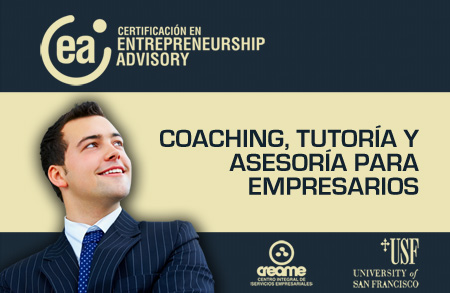 ea
CERTIFICACIÓN EN
ENTREPRENEURSHIP
ADVISORY
COACHING, TUTORÍA Y
ASESORÍA PARA
EMPRESARIOS
creame
CENTRO INTEGRAL DE
SERVICIOS EMPRESARIALES
USF
UNIVERSITY of
SAN FRANCISCO